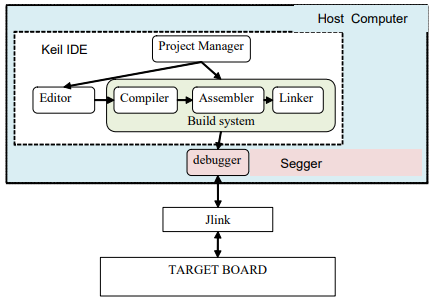 Host Computer
Project Manager
Keil IDE
Editor
Compiler
Assembler
Linker
Build system
debugger
Segger
Jlink
TARGET BOARD